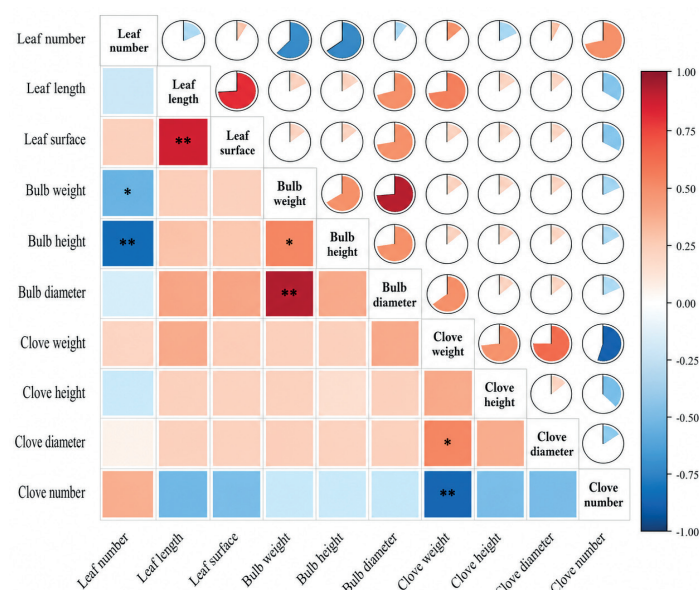 Leaf number
Leaf
number
Leaf length
Leaf
length
1.00
Leaf surface
**
Leaf
surface
0.75
Bulb weight
*
Bulb
weight
0.50
Bulb height
**
*
Bulb
height
0.25
Bulb diameter
**
Bulb
diameter
0.00
Clove weight
Clove
weight
-0.25
Clove height
Clove
height
-0.50
Clove diameter
*
Clove
diameter
-0.75
Clove number
**
Clove
number
-1.00
Leaf number
Leaf length
Leaf surface
Bulb weight
Bulb height
Bulb diameter
Clove weight
Clove height
Clove diameter
Clove number